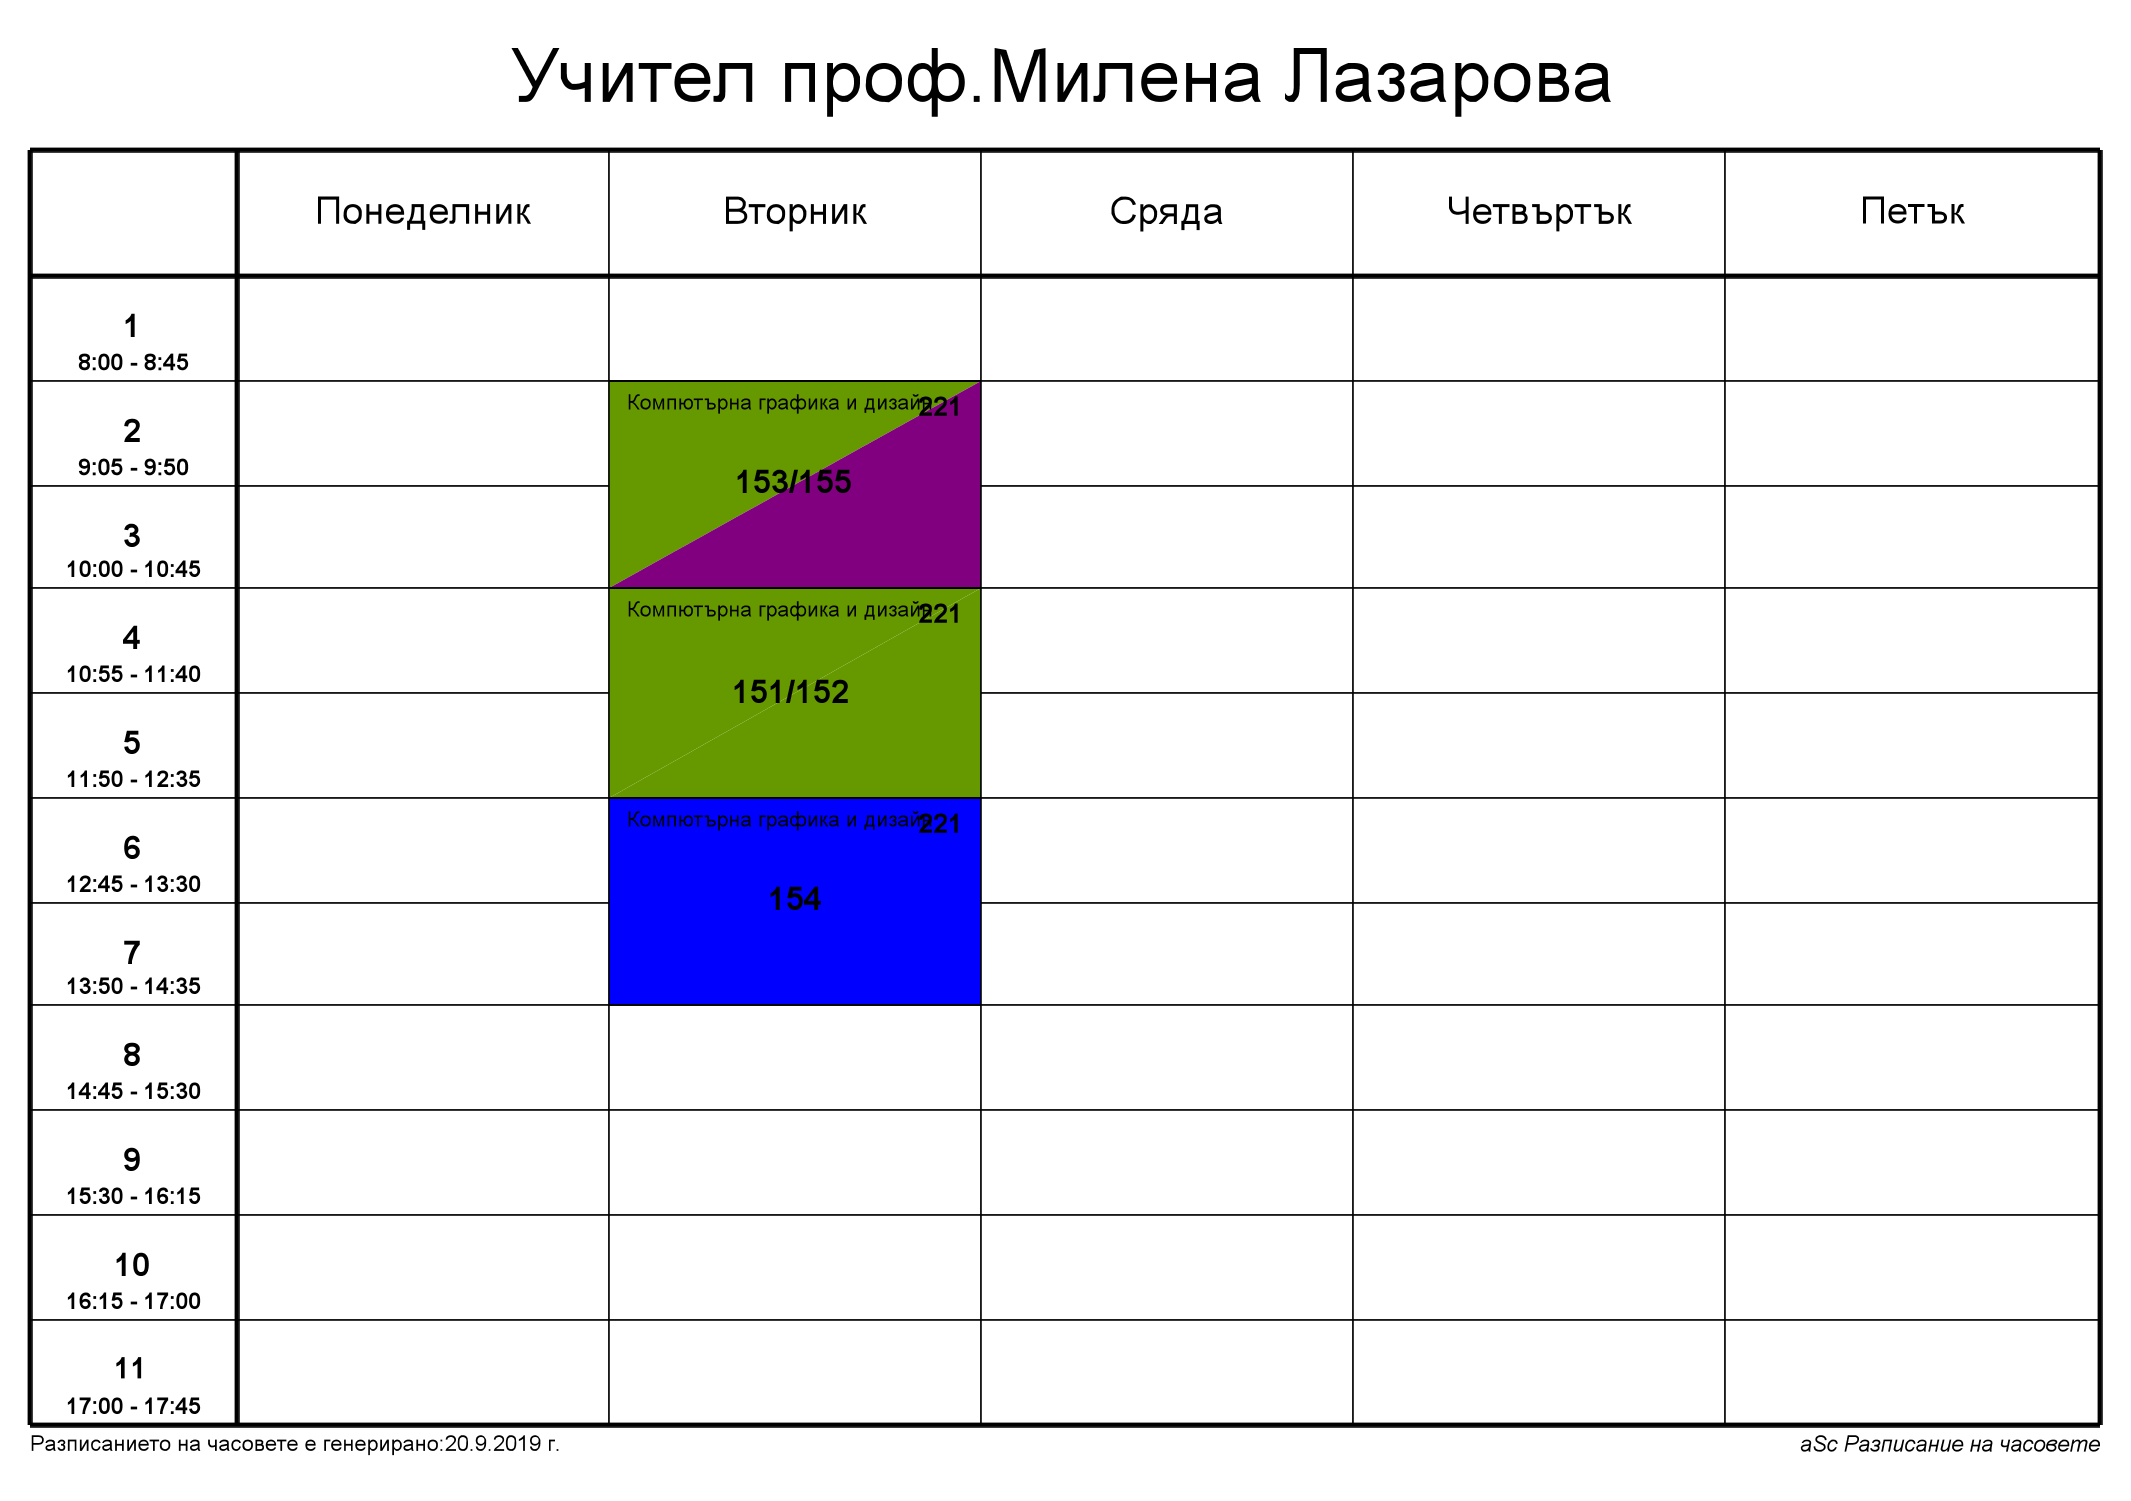 Учител проф.Милена Лазарова
Понеделник Вторник Сряда Четвъртък Петък
1
8:00 - 8:45
2
9:05 - 9:50
Компютърна графика и дизайн 221
153/155
3
10:00 - 10:45
4
10:55 - 11:40
Компютърна графика и дизайн 221
151/152
5
11:50 - 12:35
6
12:45 - 13:30
Компютърна графика и дизайн 221
154
7
13:50 - 14:35
8
14:45 - 15:30
9
15:30 - 16:15
10
16:15 - 17:00
11
17:00 - 17:45
Разписанието на часовете е генерирано:20.9.2019 г.
aSc Разписание на часовете